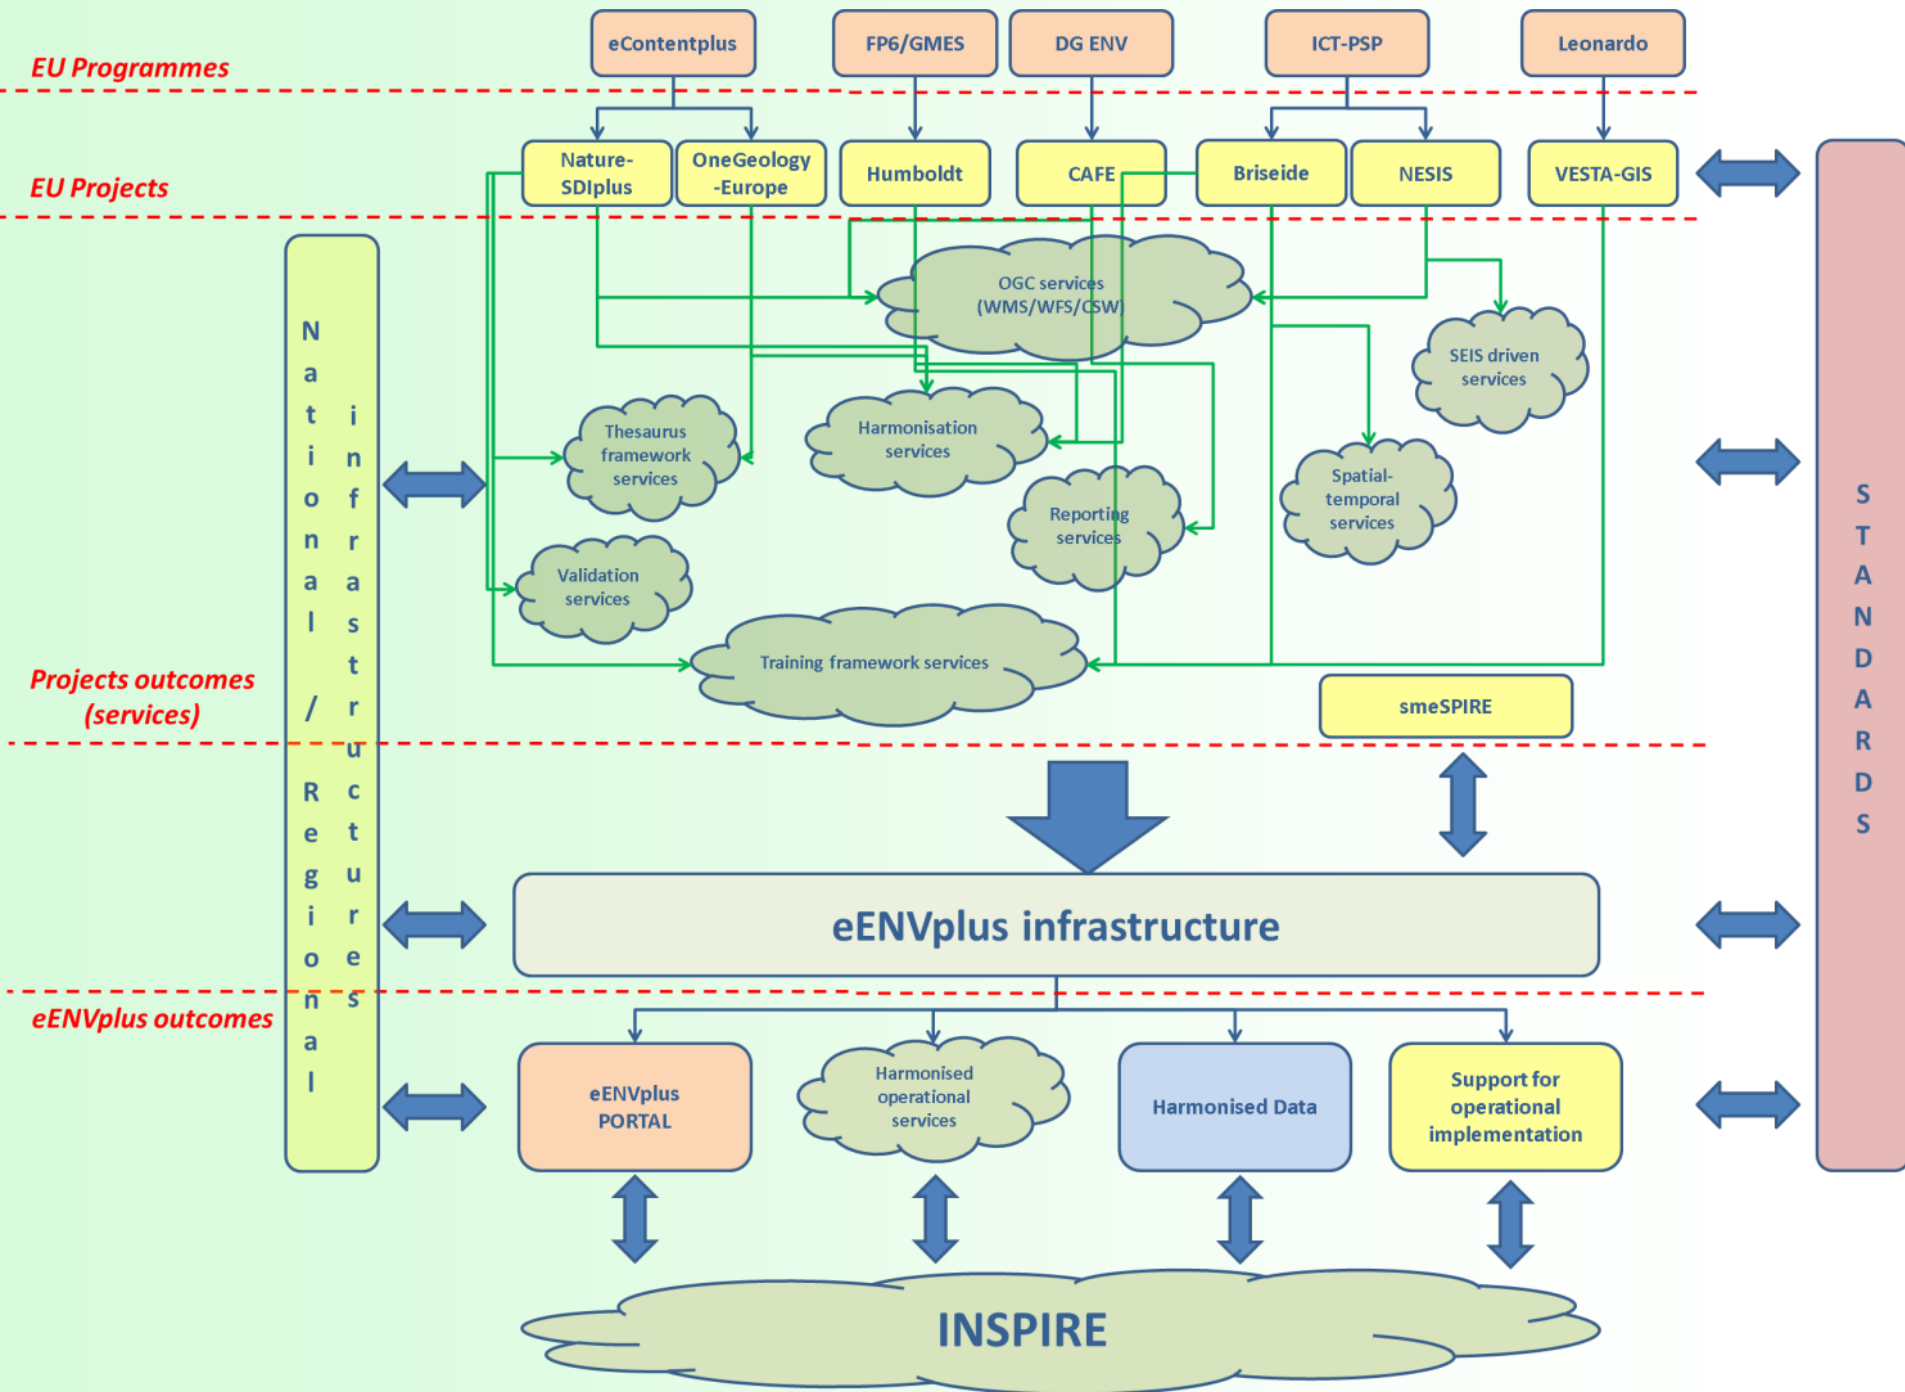 eContentplus
FP6/GMES
DG ENV
ICT-PSP
Leonardo
EU Programmes
Nature-
SDIplus
OneGeology
-Europe
Humboldt
CAFE
Briseide
NESIS
VESTA-GIS
EU Projects
OGC services
(WMS/WFS/CSW)
SEIS driven
services
Thesaurus
framework
services
Harmonisation
services
Reporting
services
Spatial-
temporal
services
Validation
services
Training framework services
Projects outcomes
(services)
smeSPIRE
National / Regional
infrastructures
STANDARDS
eENVplus infrastructure
eENVplus outcomes
eENVplus
PORTAL
Harmonised
operational
services
Harmonised Data
Support for
operational
implementation
INSPIRE